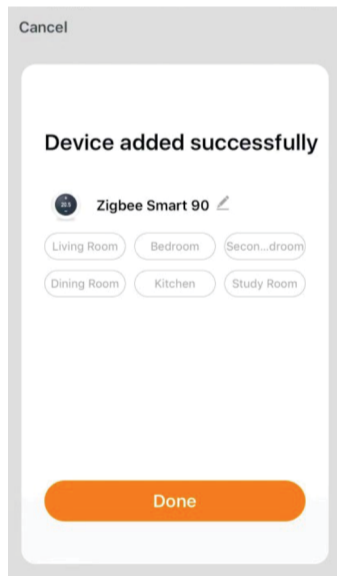 Cancel
Device added successfully
Zigbee Smart 90
Living Room Bedroom Secon...droom
Dining Room Kitchen Study Room
Done